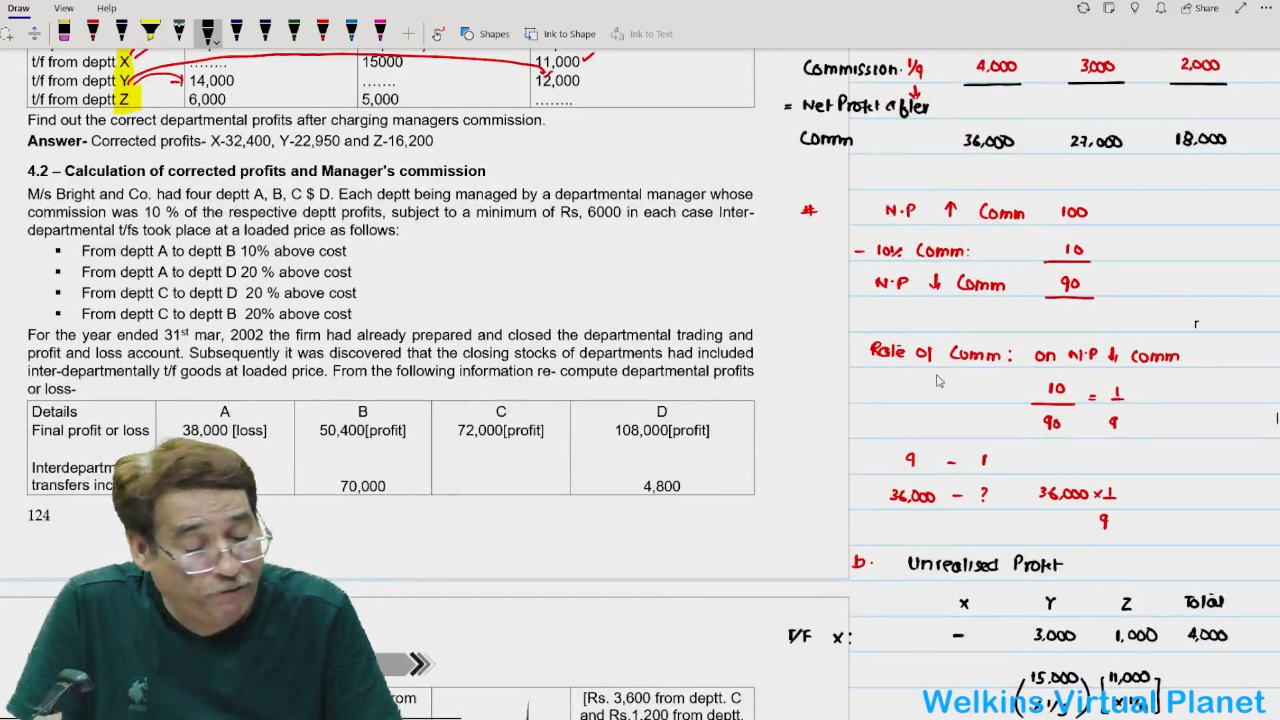 Draw Insert View Help
Share
Shapes Ink to Shape Ink to Text
t/f from deptt X ........ 15000 11,000
t/f from deptt Y 14,000 ....... 12,000
t/f from deptt Z 6,000 5,000 ........
Find out the correct departmental profits after charging managers commission.
Answer- Corrected profits- X-32,400, Y-22,950 and Z-16,200
4.2 – Calculation of corrected profits and Manager's commission
M/s Bright and Co. had four deptt A, B, C $ D. Each deptt being managed by a departmental manager whose
commission was 10 % of the respective deptt profits, subject to a minimum of Rs, 6000 in each case Inter-
departmental t/fs took place at a loaded price as follows:
▪ From deptt A to deptt B 10% above cost
▪ From deptt A to deptt D 20 % above cost
▪ From deptt C to deptt D 20 % above cost
▪ From deptt C to deptt B 20% above cost
For the year ended 31st mar, 2002 the firm had already prepared and closed the departmental trading and
profit and loss account. Subsequently it was discovered that the closing stocks of departments had included
inter-departmentally t/f goods at loaded price. From the following information re- compute departmental profits
or loss-
Details A B C D
Final profit or loss 38,000 [loss] 50,400[profit] 72,000[profit] 108,000[profit]
Interdepartm
transfers inc 70,000 4,800
124
from
[Rs. 3,600 from deptt. C
and Rs.1,200 from deptt.
Commission 1/9 4,000 3,000 2,000
= Net Profit after
Comm 36,000 27,000 18,000
# N.P ↑ Comm 100
- 10% Comm: 10
N.P ↓ Comm 90
r
Rate of Comm: on N.P ↓ Comm
10/90 = 1/9
9 - 1
36,000 - ? 36,000 x 1/9
b. Unrealised Profit
X Y Z Total
T/F X: - 3,000 1,000 4,000
15,000 11,000
Welkins Virtual Planet